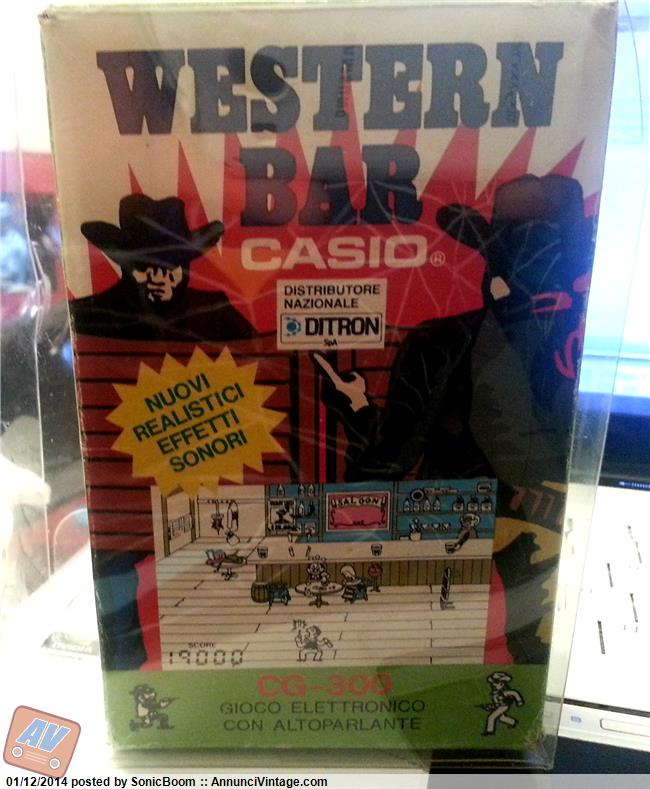 WESTERN
BAR
CASIO®
DISTRIBUTORE
NAZIONALE
DITRON
SpA
NUOVI
REALISTICI
EFFETTI
SONORI
SALOON
SCORE
19000
CG-300
GIOCO ELETTRONICO
CON ALTOPARLANTE
AV
01/12/2014 posted by SonicBoom :: AnnunciVintage.com